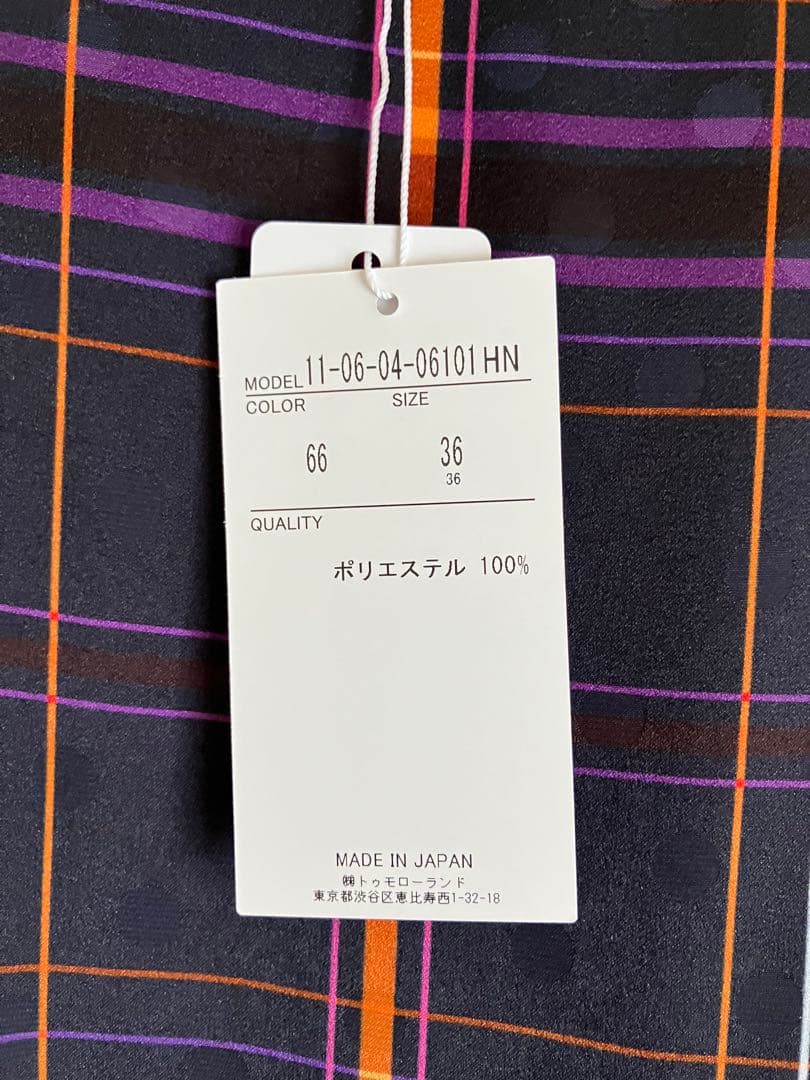 MODEL 11-06-04-06101HN
COLOR SIZE
66 36
36
QUALITY
ポリエステル 100%
MADE IN JAPAN
㈱トゥモローランド
東京都渋谷区恵比寿西1-32-18